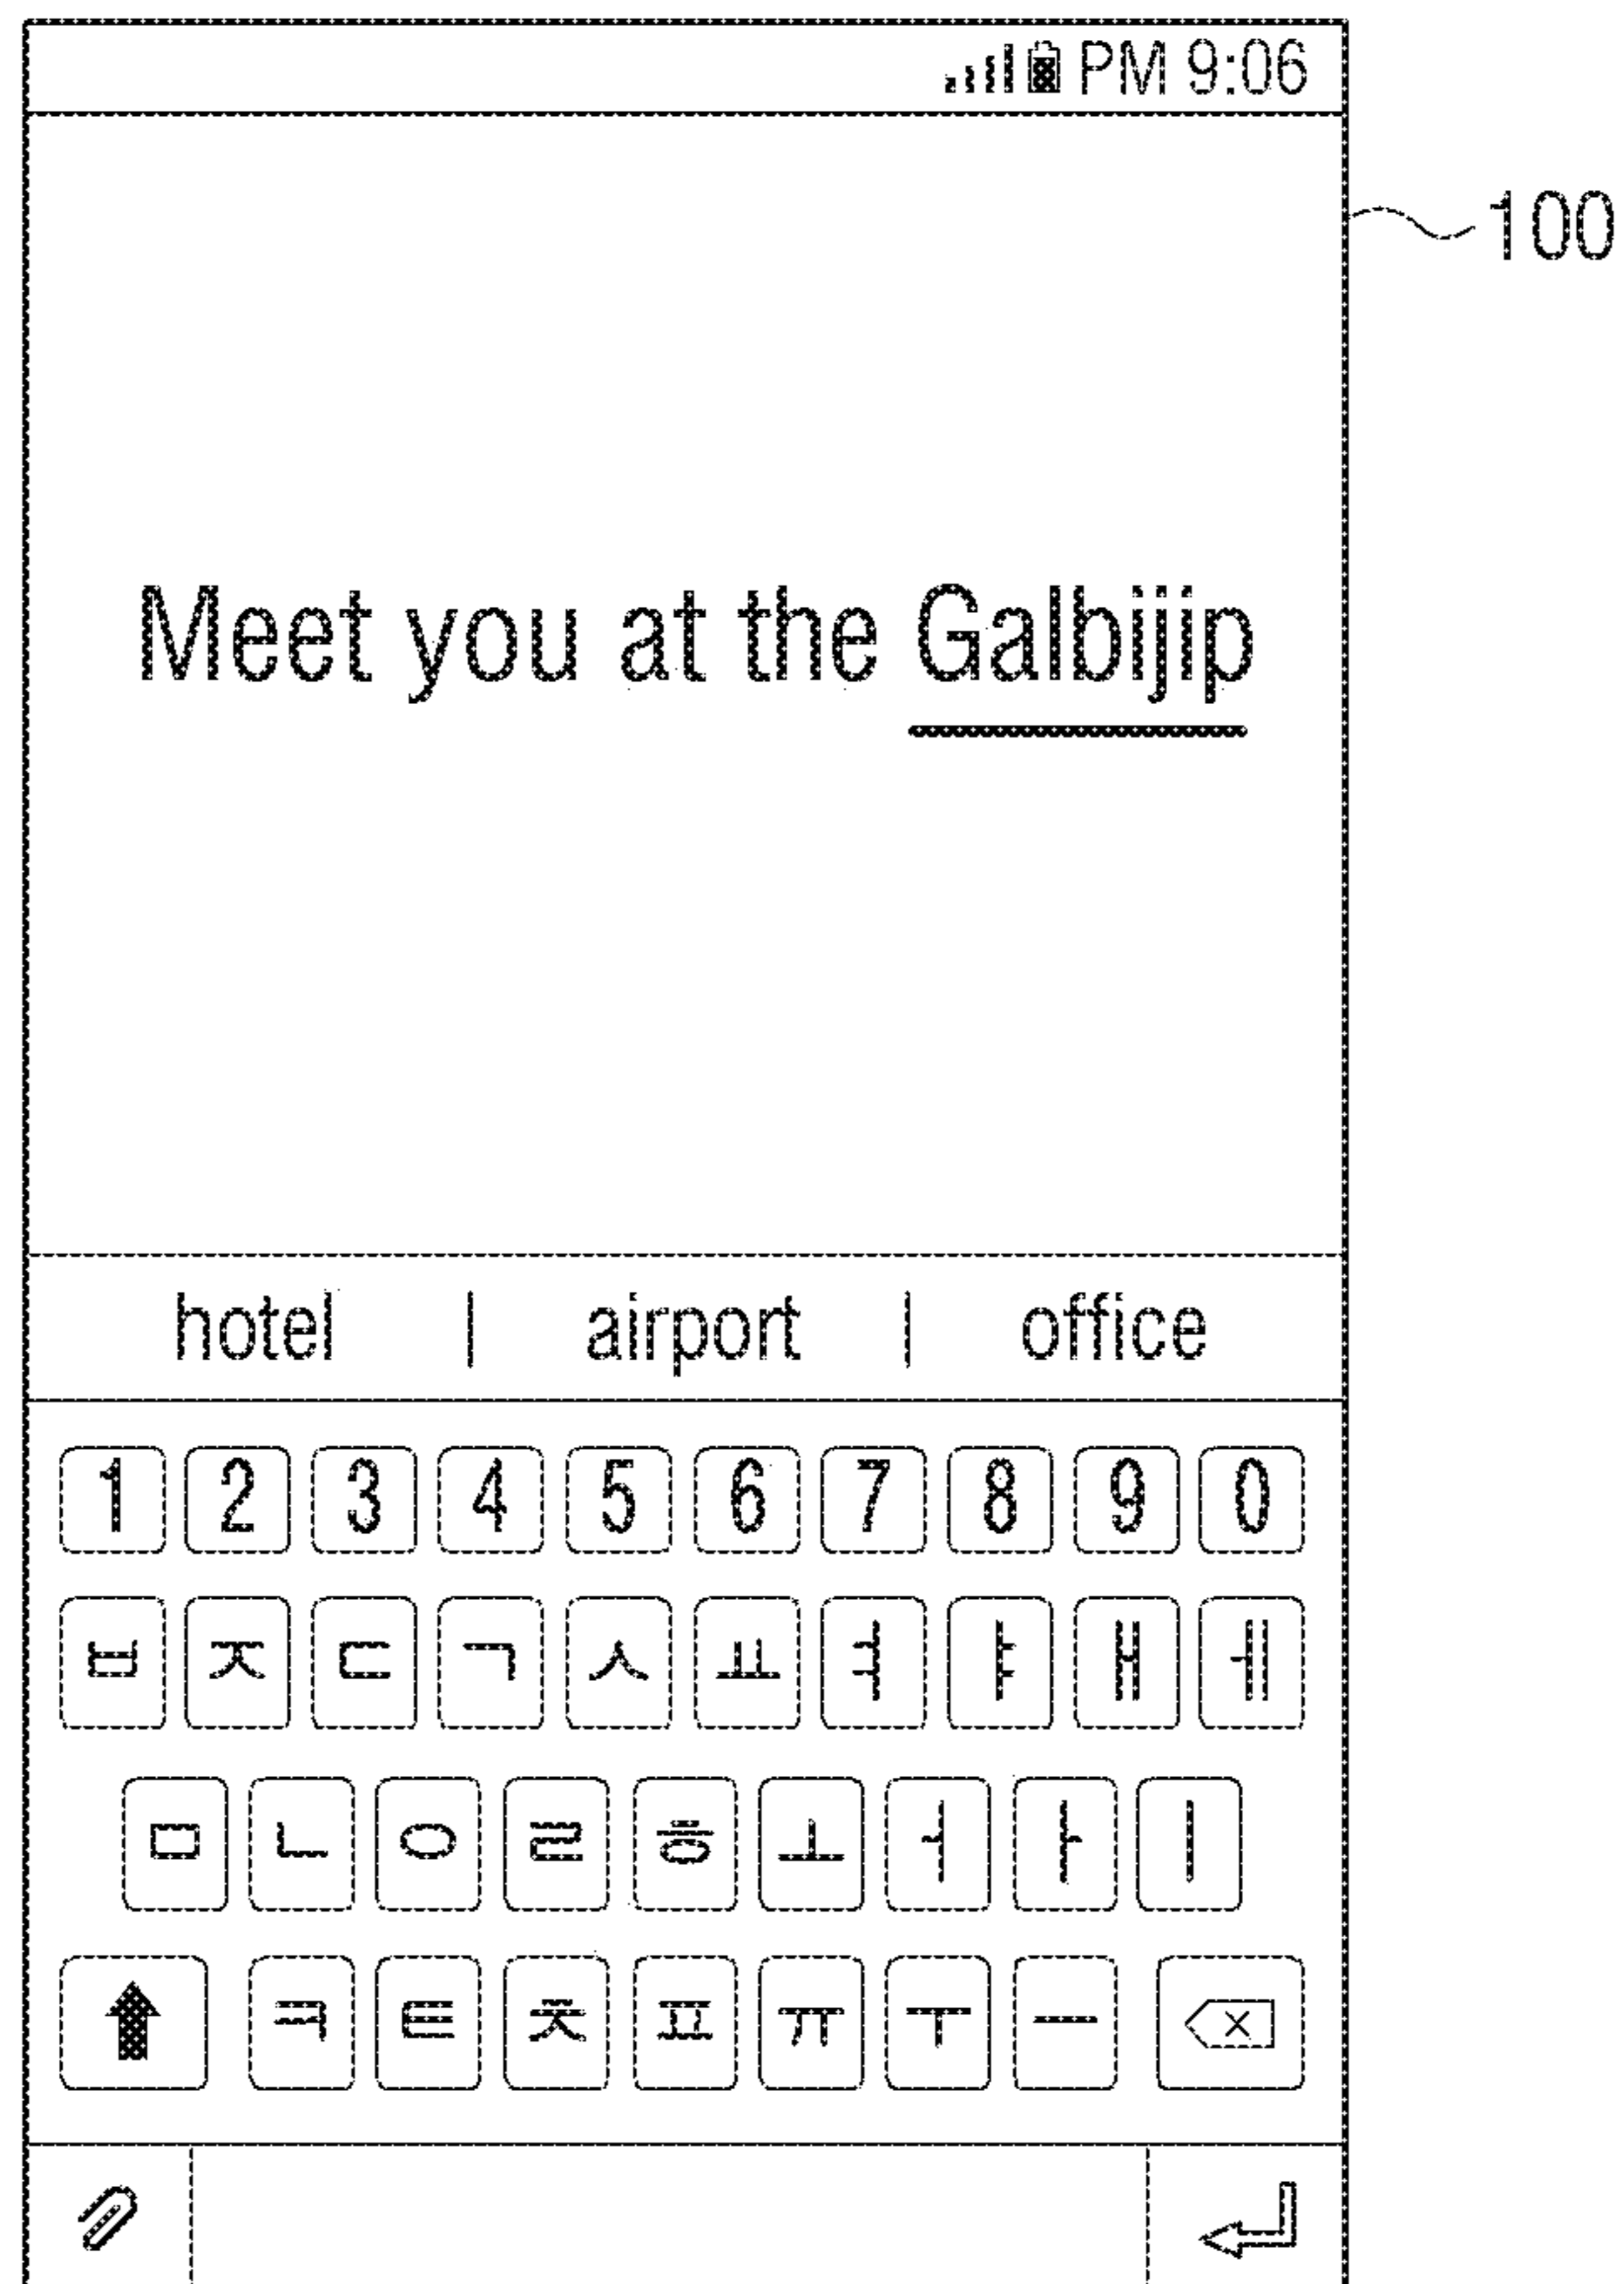 PM 9:06
100
Meet you at the Galbijip
hotel | airport | office
1 2 3 4 5 6 7 8 9 0
ㅂ ㅈ ㄷ ㄱ ㅅ ㅛ ㅕ ㅑ ㅐ ㅔ
ㅁ ㄴ ㅇ ㄹ ㅎ ㅗ ㅓ ㅏ ㅣ
ㅋ ㅌ ㅊ ㅍ ㅠ ㅜ ㅡ